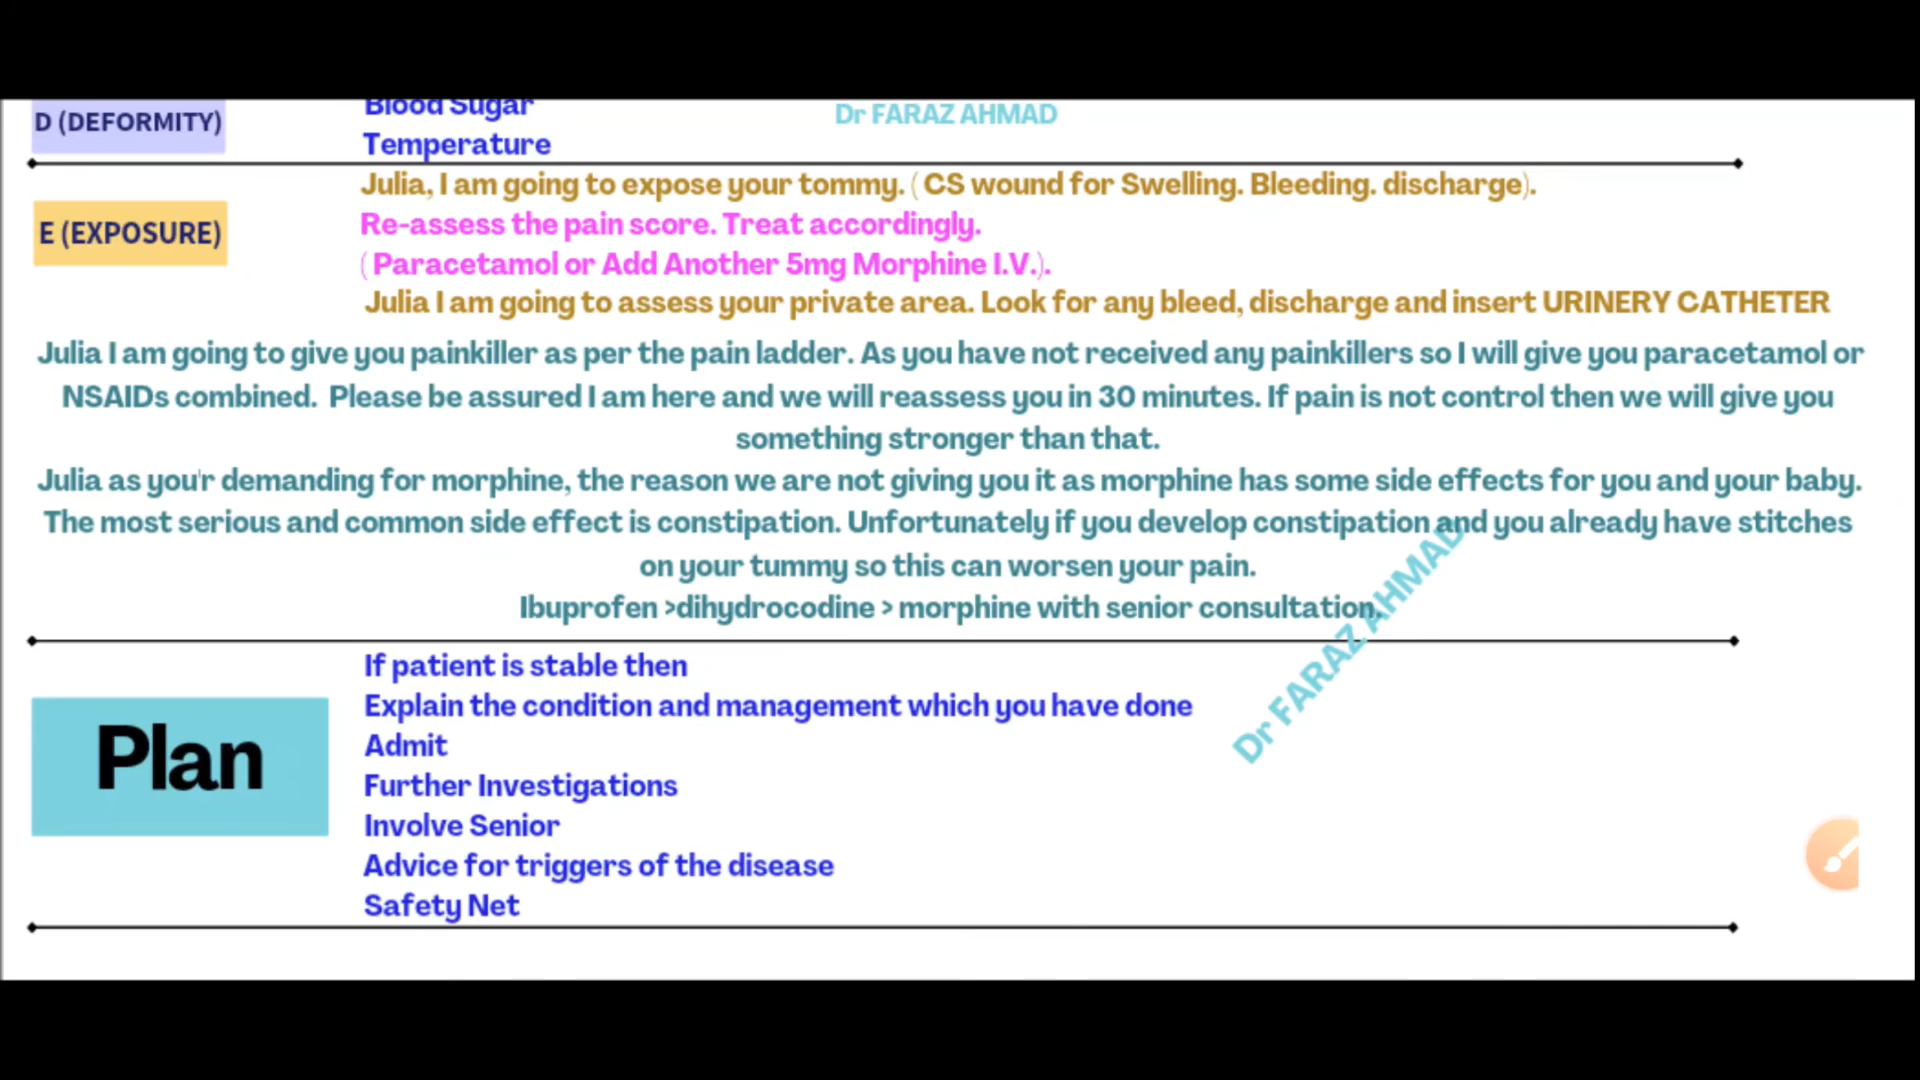 Blood Sugar
Dr FARAZ AHMAD
D (DEFORMITY)
Temperature
Julia, I am going to expose your tommy. ( CS wound for Swelling. Bleeding. discharge).
E (EXPOSURE)
Re-assess the pain score. Treat accordingly.
( Paracetamol or Add Another 5mg Morphine I.V.).
Julia I am going to assess your private area. Look for any bleed, discharge and insert URINERY CATHETER
Julia I am going to give you painkiller as per the pain ladder. As you have not received any painkillers so I will give you paracetamol or
NSAIDs combined. Please be assured I am here and we will reassess you in 30 minutes. If pain is not control then we will give you
something stronger than that.
Julia as you'r demanding for morphine, the reason we are not giving you it as morphine has some side effects for you and your baby.
The most serious and common side effect is constipation. Unfortunately if you develop constipation and you already have stitches
on your tummy so this can worsen your pain.
Ibuprofen >dihydrocodine > morphine with senior consultation.
Dr FARAZ AHMAD
Plan
If patient is stable then
Explain the condition and management which you have done
Admit
Further Investigations
Involve Senior
Advice for triggers of the disease
Safety Net